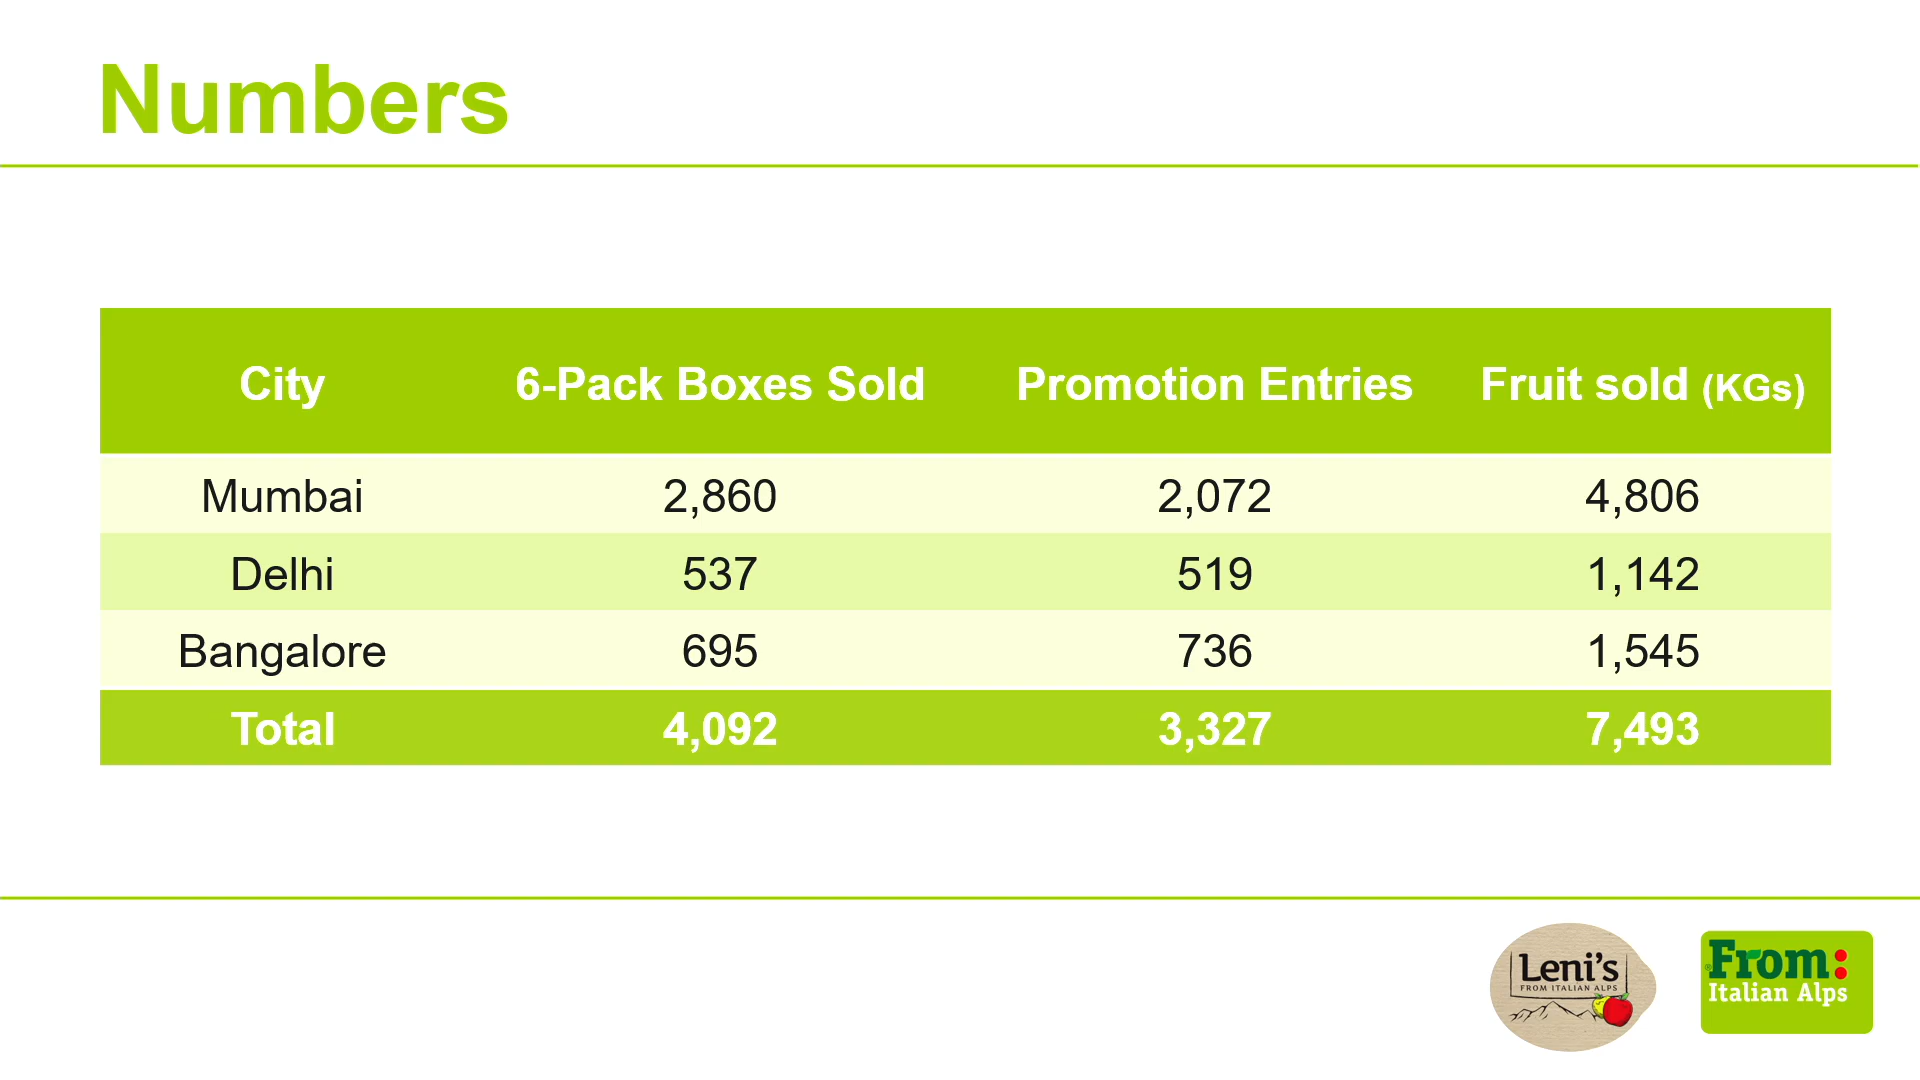 Numbers
City 6-Pack Boxes Sold Promotion Entries Fruit sold (KGs)
Mumbai 2,860 2,072 4,806
Delhi 537 519 1,142
Bangalore 695 736 1,545
Total 4,092 3,327 7,493
Leni's
FROM ITALIAN ALPS
From:
Italian Alps